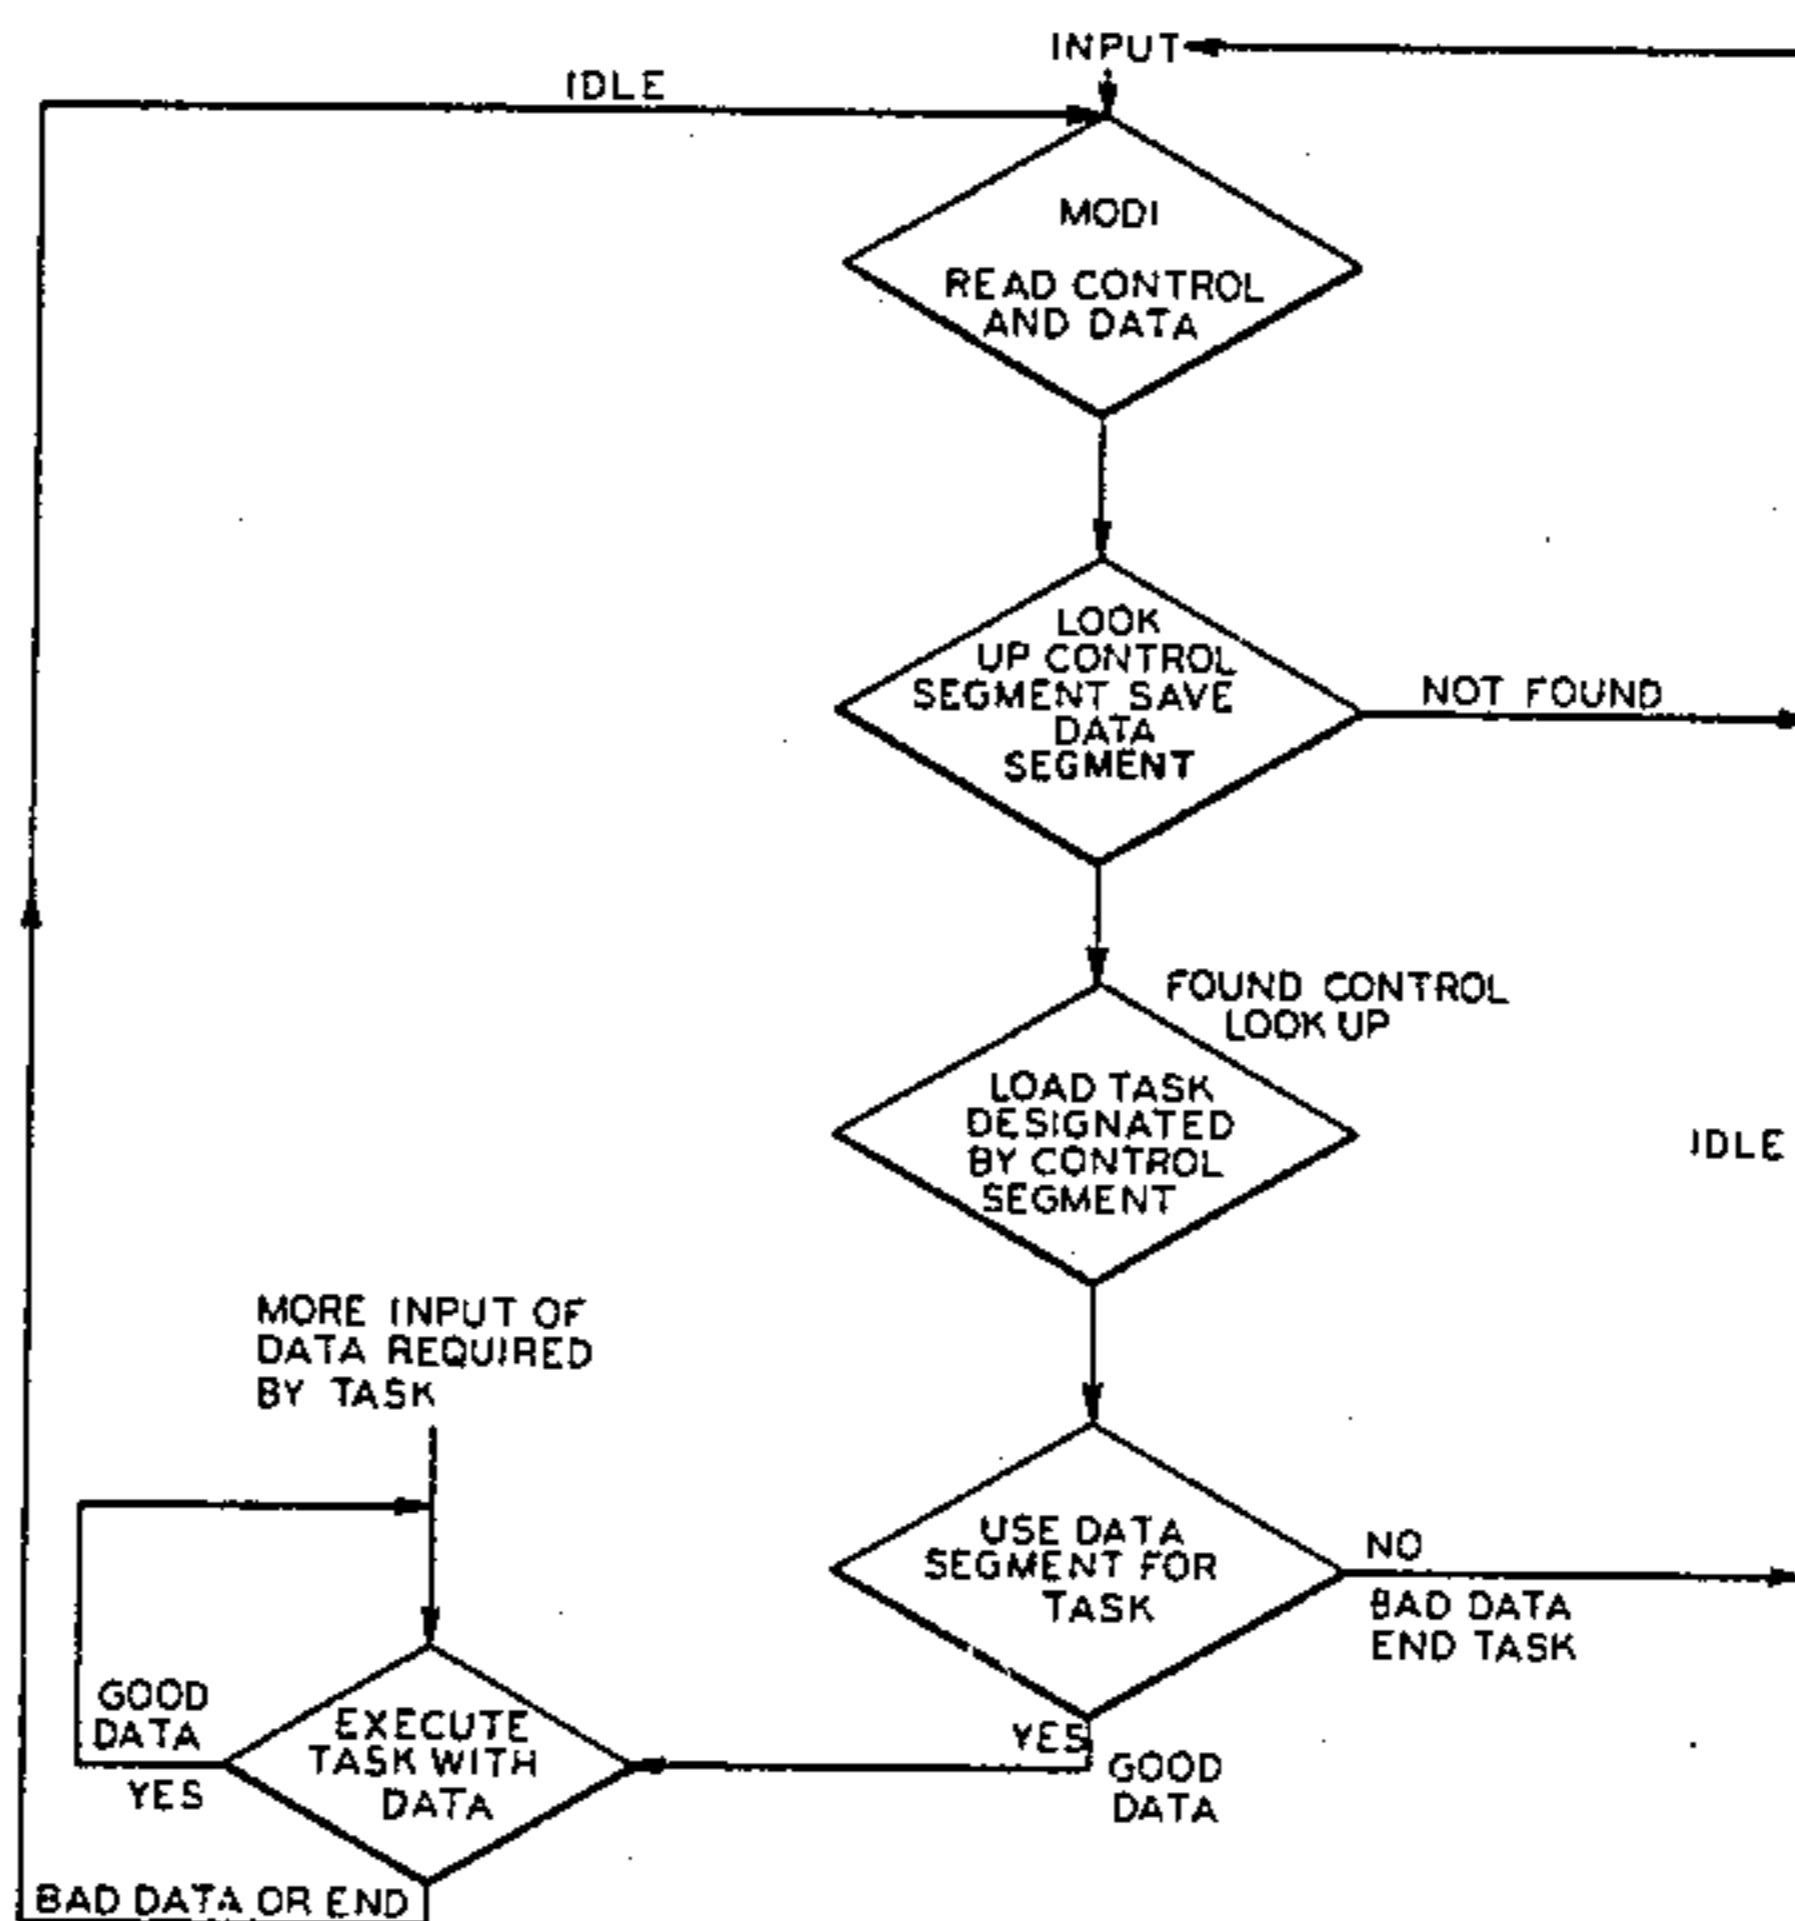 INPUT
IDLE
MODI
READ CONTROL
AND DATA
LOOK
UP CONTROL
SEGMENT SAVE
DATA
SEGMENT
NOT FOUND
FOUND CONTROL
LOOK UP
LOAD TASK
DESIGNATED
BY CONTROL
SEGMENT
IDLE
MORE INPUT OF
DATA REQUIRED
BY TASK
USE DATA
SEGMENT FOR
TASK
NO
BAD DATA
END TASK
YES
GOOD
DATA
GOOD
DATA
YES
EXECUTE
TASK WITH
DATA
BAD DATA OR END